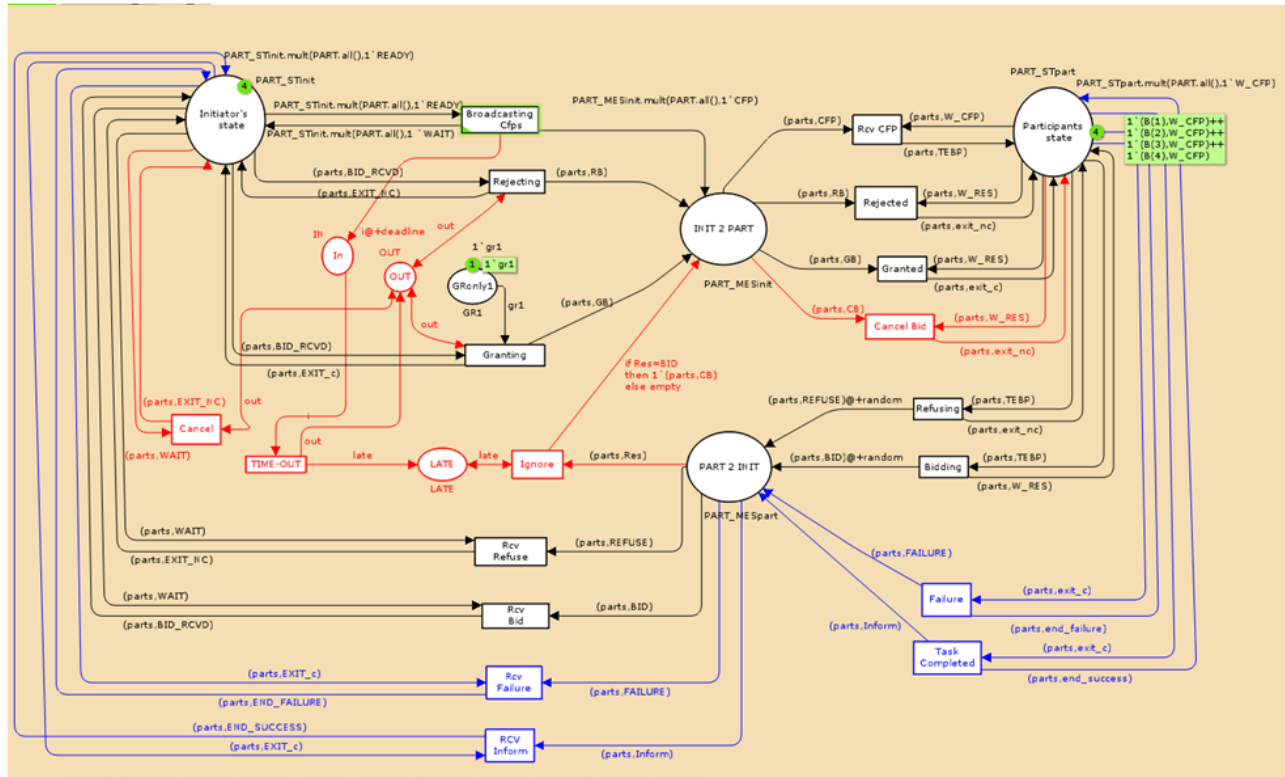 PART_STinit.mult(PART.all(),1`READY)
4
PART_STinit
Initiator's
state
PART_STinit.mult(PART.all(),1`READY)
Broadcasting
Cfps
PART_STinit.mult(PART.all(),1`WAIT)
PART_MESinit.mult(PART.all(),1`CFP)
PART_STpart
PART_STpart.mult(PART.all(),1`W_CFP)
Participants
state
4
1`(B(1),W_CFP)++
1`(B(2),W_CFP)++
1`(B(3),W_CFP)++
1`(B(4),W_CFP)
(parts,CFP)
Rcv CFP
(parts,W_CFP)
(parts,TEBP)
(parts,BID_RCVD)
Rejecting
(parts,RB)
(parts,EXIT_NC)
(parts,RB)
Rejected
(parts,W_RES)
(parts,exit_nc)
IN
In
i@+deadline
out
OUT
OUT
1`gr1
1
1`gr1
GRonly1
GR1
gr1
INIT 2 PART
PART_MESinit
(parts,GB)
Granted
(parts,W_RES)
(parts,exit_c)
(parts,GB)
out
(parts,CB)
Cancel Bid
(parts,W_RES)
(parts,exit_nc)
(parts,BID_RCVD)
Granting
(parts,EXIT_c)
if Res=BID
then 1`(parts,CB)
else empty
(parts,EXIT_NC)
out
Cancel
(parts,WAIT)
i
out
TIME-OUT
late
LATE
LATE
late
Ignore
(parts,Res)
PART 2 INIT
PART_MESpart
(parts,REFUSE)@+random
Refusing
(parts,TEBP)
(parts,exit_nc)
(parts,BID)@+random
Bidding
(parts,TEBP)
(parts,W_RES)
(parts,WAIT)
Rcv
Refuse
(parts,REFUSE)
(parts,EXIT_NC)
(parts,WAIT)
Rcv
Bid
(parts,BID)
(parts,BID_RCVD)
(parts,FAILURE)
Failure
(parts,exit_c)
(parts,end_failure)
(parts,Inform)
Task
Completed
(parts,exit_c)
(parts,end_success)
(parts,EXIT_c)
Rcv
Failure
(parts,FAILURE)
(parts,END_FAILURE)
(parts,END_SUCCESS)
RCV
Inform
(parts,EXIT_c)
(parts,Inform)